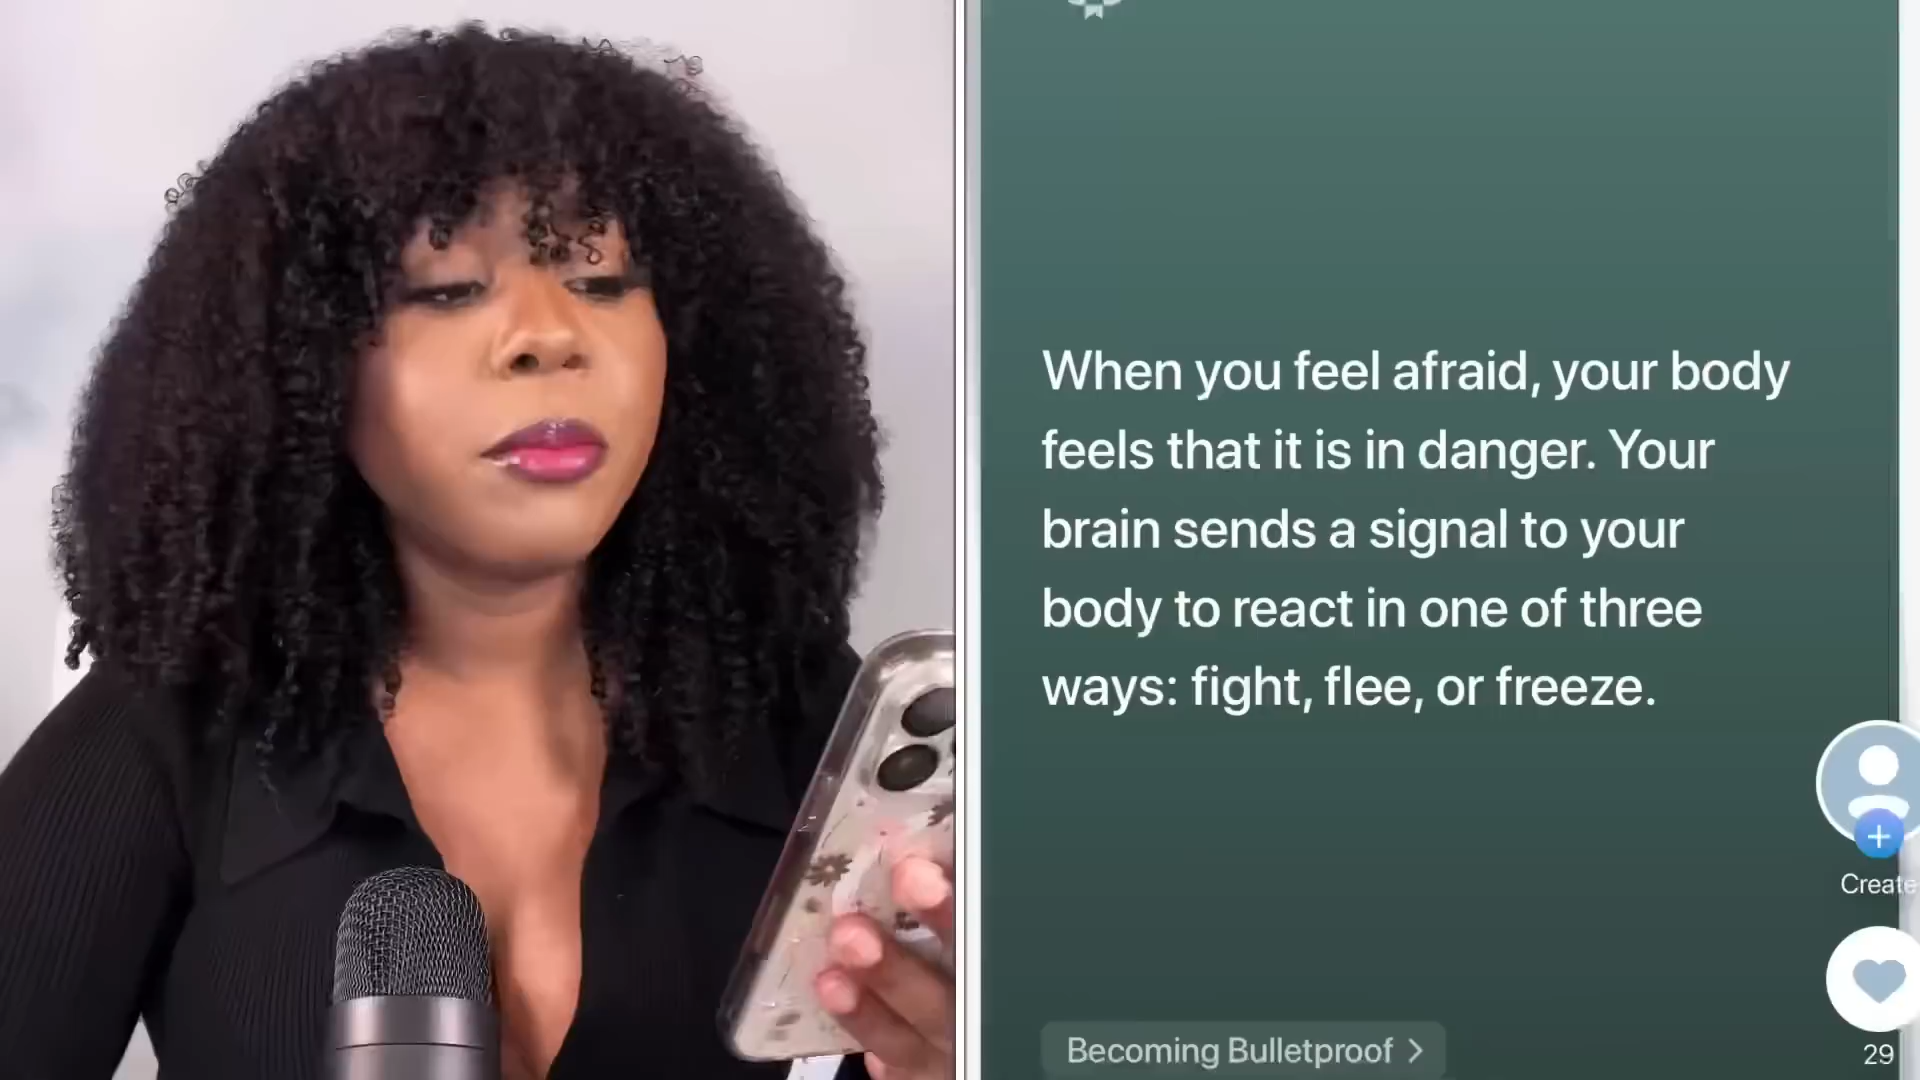 When you feel afraid, your body
feels that it is in danger. Your
brain sends a signal to your
body to react in one of three
ways: fight, flee, or freeze.
Create
Becoming Bulletproof >
29